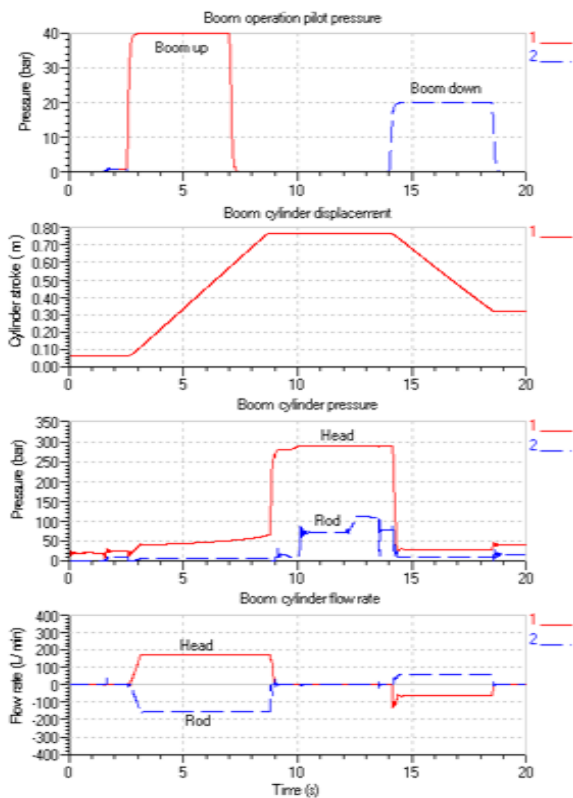 Boom operation pilot pressure
Pressure (bar)
40
30
20
10
0
Boom up
Boom down
1
2
0 5 10 15 20
Boom cylinder displacement
Cylinder stroke (m)
0.80
0.70
0.60
0.50
0.40
0.30
0.20
0.10
0.00
1
0 5 10 15 20
Boom cylinder pressure
Pressure (bar)
350
300
250
200
150
100
50
0
Head
Rod
1
2
0 5 10 15 20
Boom cylinder flow rate
Flow rate (L/min)
400
300
200
100
0
-100
-200
-300
-400
Head
Rod
1
2
0 5 10 15 20
Time (s)